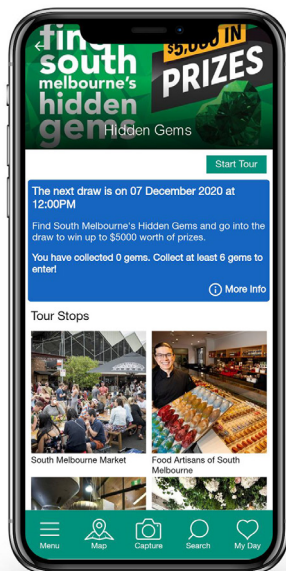 find
south
melbourne's
hidden
gems
$5,000 IN
PRIZES
Hidden Gems
Start Tour
The next draw is on 07 December 2020 at
12:00PM
Find South Melbourne's Hidden Gems and go into the
draw to win up to $5000 worth of prizes.
You have collected 0 gems. Collect at least 6 gems to
enter!
More Info
Tour Stops
South Melbourne Market
Food Artisans of South
Melbourne
Menu
Map
Capture
Search
My Day